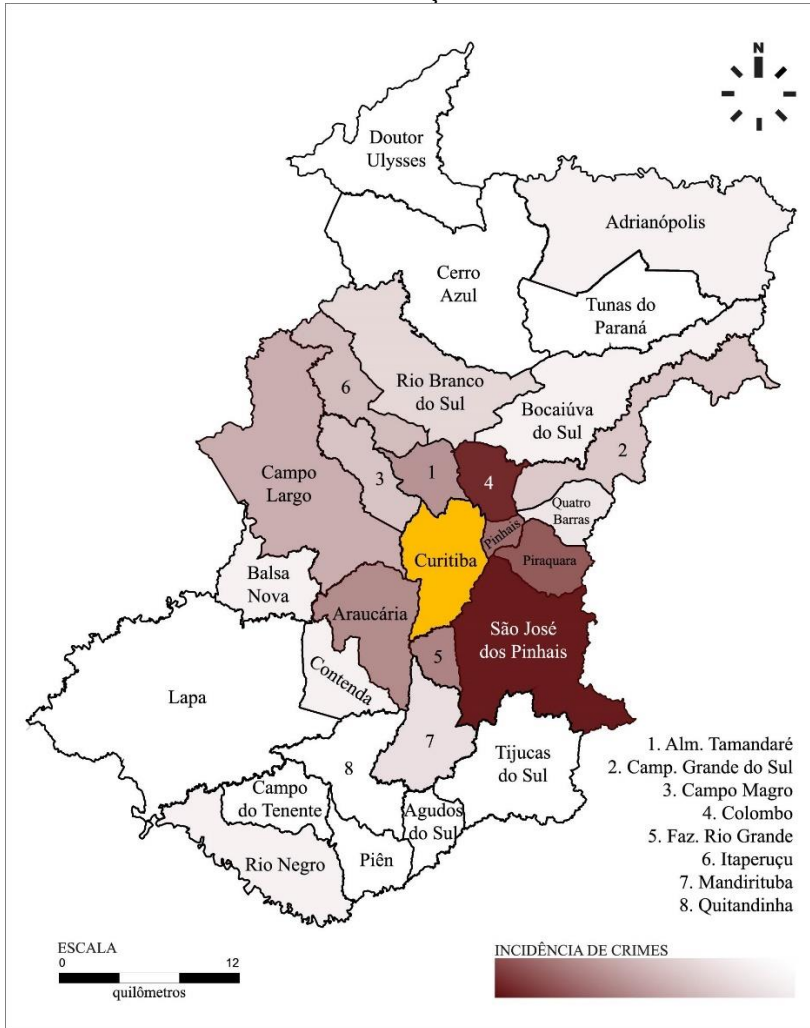 N
Doutor
Ulysses
Adrianópolis
Cerro
Azul
Tunas do
Paraná
Rio Branco
do Sul
6
Bocaiúva
do Sul
2
Campo
Largo
3
1
4
Quatro
Barras
Pinhais
Curitiba
Piraquara
Balsa
Nova
Araucária
São José
dos Pinhais
5
Contenda
Lapa
7
Tijucas
do Sul
8
Campo
do Tenente
Agudos
do Sul
Rio Negro
Piên
1. Alm. Tamandaré
2. Camp. Grande do Sul
3. Campo Magro
4. Colombo
5. Faz. Rio Grande
6. Itaperuçu
7. Mandirituba
8. Quitandinha
ESCALA
0 12
quilômetros
INCIDÊNCIA DE CRIMES